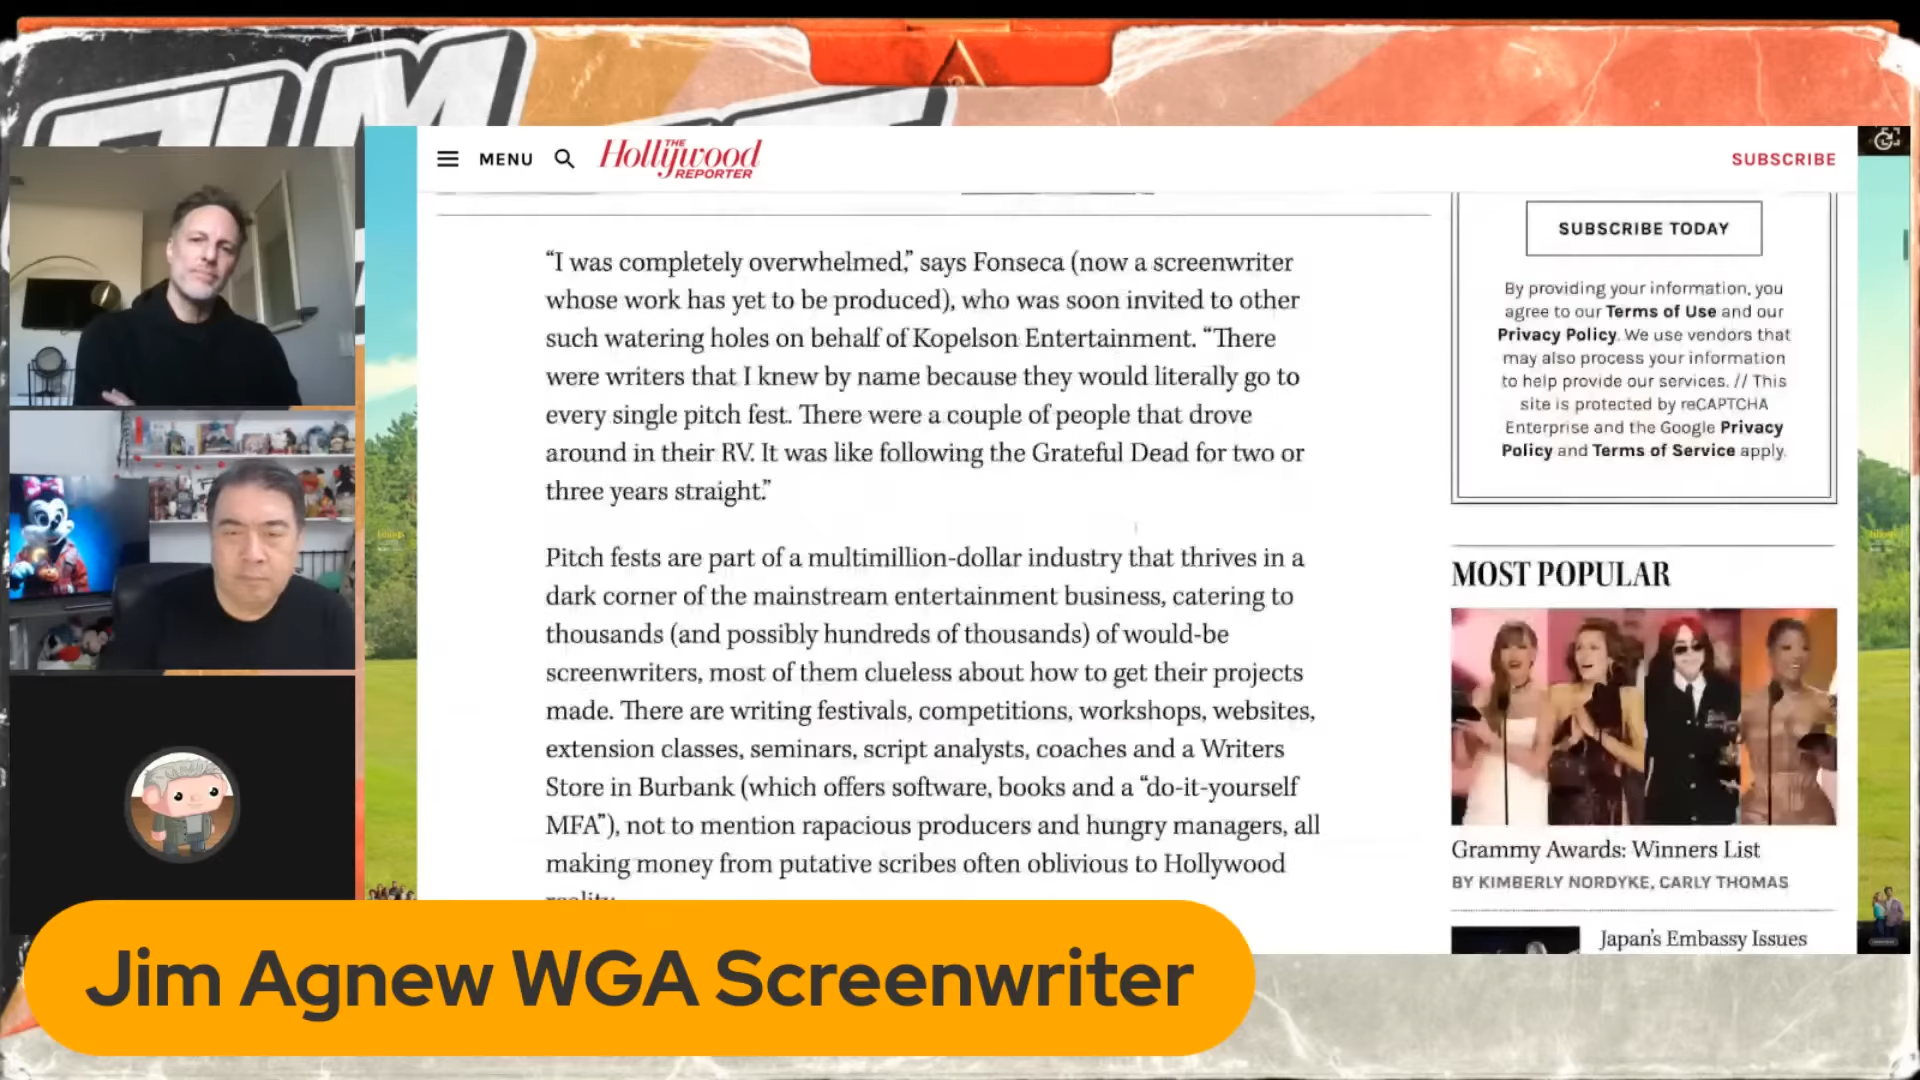 MENU
THE
Hollywood
REPORTER
SUBSCRIBE
“I was completely overwhelmed,” says Fonseca (now a screenwriter
whose work has yet to be produced), who was soon invited to other
such watering holes on behalf of Kopelson Entertainment. “There
were writers that I knew by name because they would literally go to
every single pitch fest. There were a couple of people that drove
around in their RV. It was like following the Grateful Dead for two or
three years straight.”
Pitch fests are part of a multimillion-dollar industry that thrives in a
dark corner of the mainstream entertainment business, catering to
thousands (and possibly hundreds of thousands) of would-be
screenwriters, most of them clueless about how to get their projects
made. There are writing festivals, competitions, workshops, websites,
extension classes, seminars, script analysts, coaches and a Writers
Store in Burbank (which offers software, books and a “do-it-yourself
MFA”), not to mention rapacious producers and hungry managers, all
making money from putative scribes often oblivious to Hollywood
reality.
SUBSCRIBE TODAY
By providing your information, you
agree to our Terms of Use and our
Privacy Policy. We use vendors that
may also process your information
to help provide our services. // This
site is protected by reCAPTCHA
Enterprise and the Google Privacy
Policy and Terms of Service apply.
MOST POPULAR
Grammy Awards: Winners List
BY KIMBERLY NORDYKE, CARLY THOMAS
Japan’s Embassy Issues
Jim Agnew WGA Screenwriter